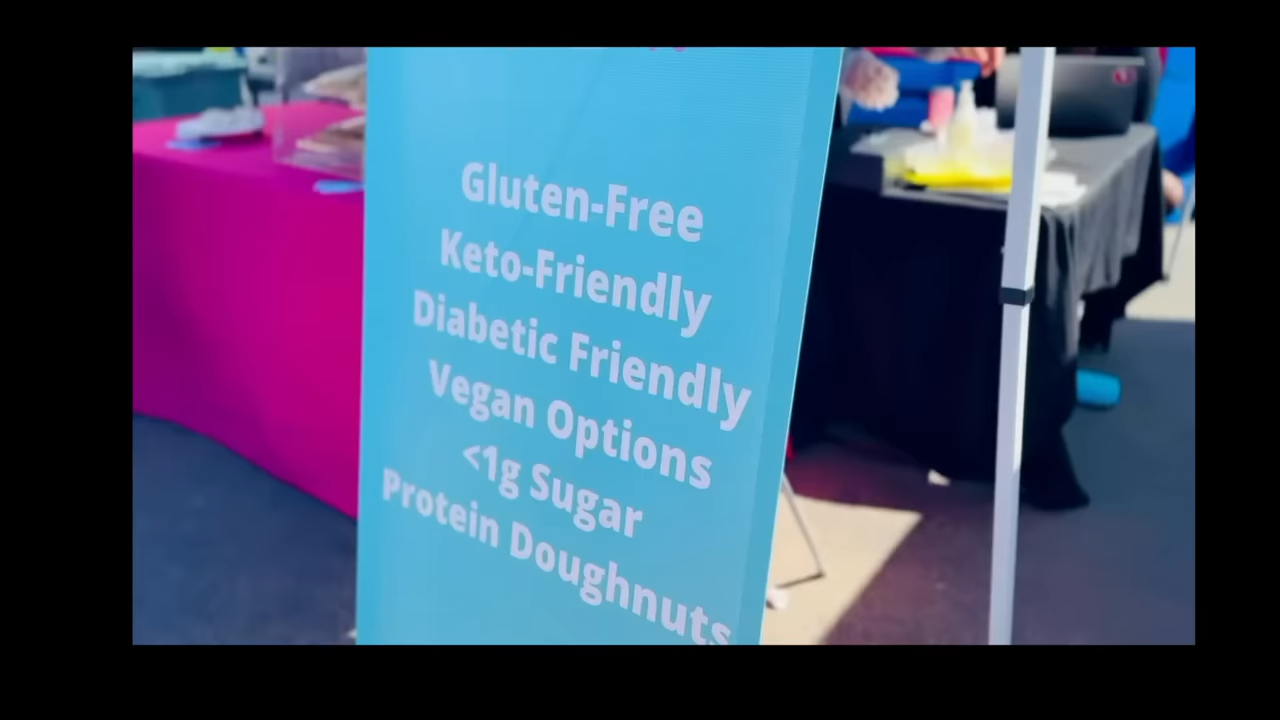 Gluten-Free
Keto-Friendly
Diabetic Friendly
Vegan Options
<1g Sugar
Protein Doughnuts